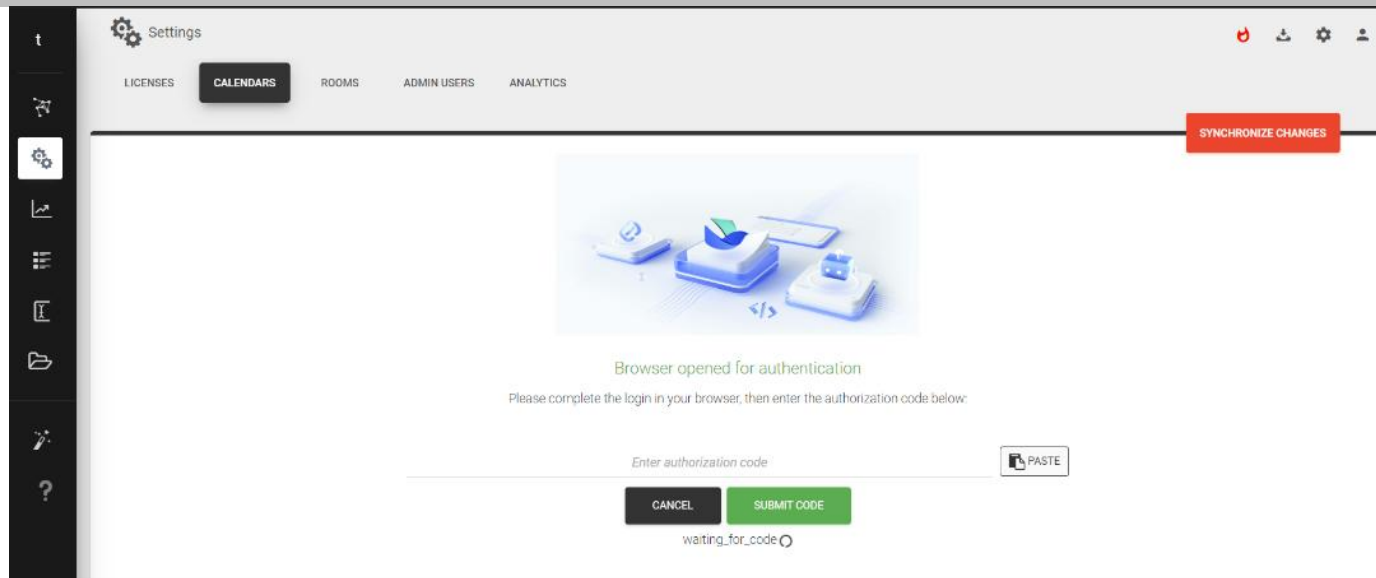 t
Settings
LICENSES CALENDARS ROOMS ADMIN USERS ANALYTICS
SYNCHRONIZE CHANGES
</>
Browser opened for authentication
Please complete the login in your browser, then enter the authorization code below:
Enter authorization code
PASTE
CANCEL SUBMIT CODE
waiting_for_code
?